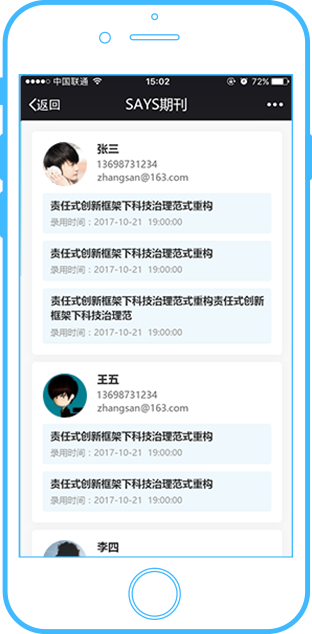 中国联通 15:02 72%
返回 SAYS期刊
张三
13698731234
zhangsan@163.com
责任式创新框架下科技治理范式重构
录用时间：2017-10-21 19:00:00
责任式创新框架下科技治理范式重构
录用时间：2017-10-21 19:00:00
责任式创新框架下科技治理范式重构责任式创新
框架下科技治理范
录用时间：2017-10-21 19:00:00
王五
13698731234
zhangsan@163.com
责任式创新框架下科技治理范式重构
录用时间：2017-10-21 19:00:00
责任式创新框架下科技治理范式重构
录用时间：2017-10-21 19:00:00
李四